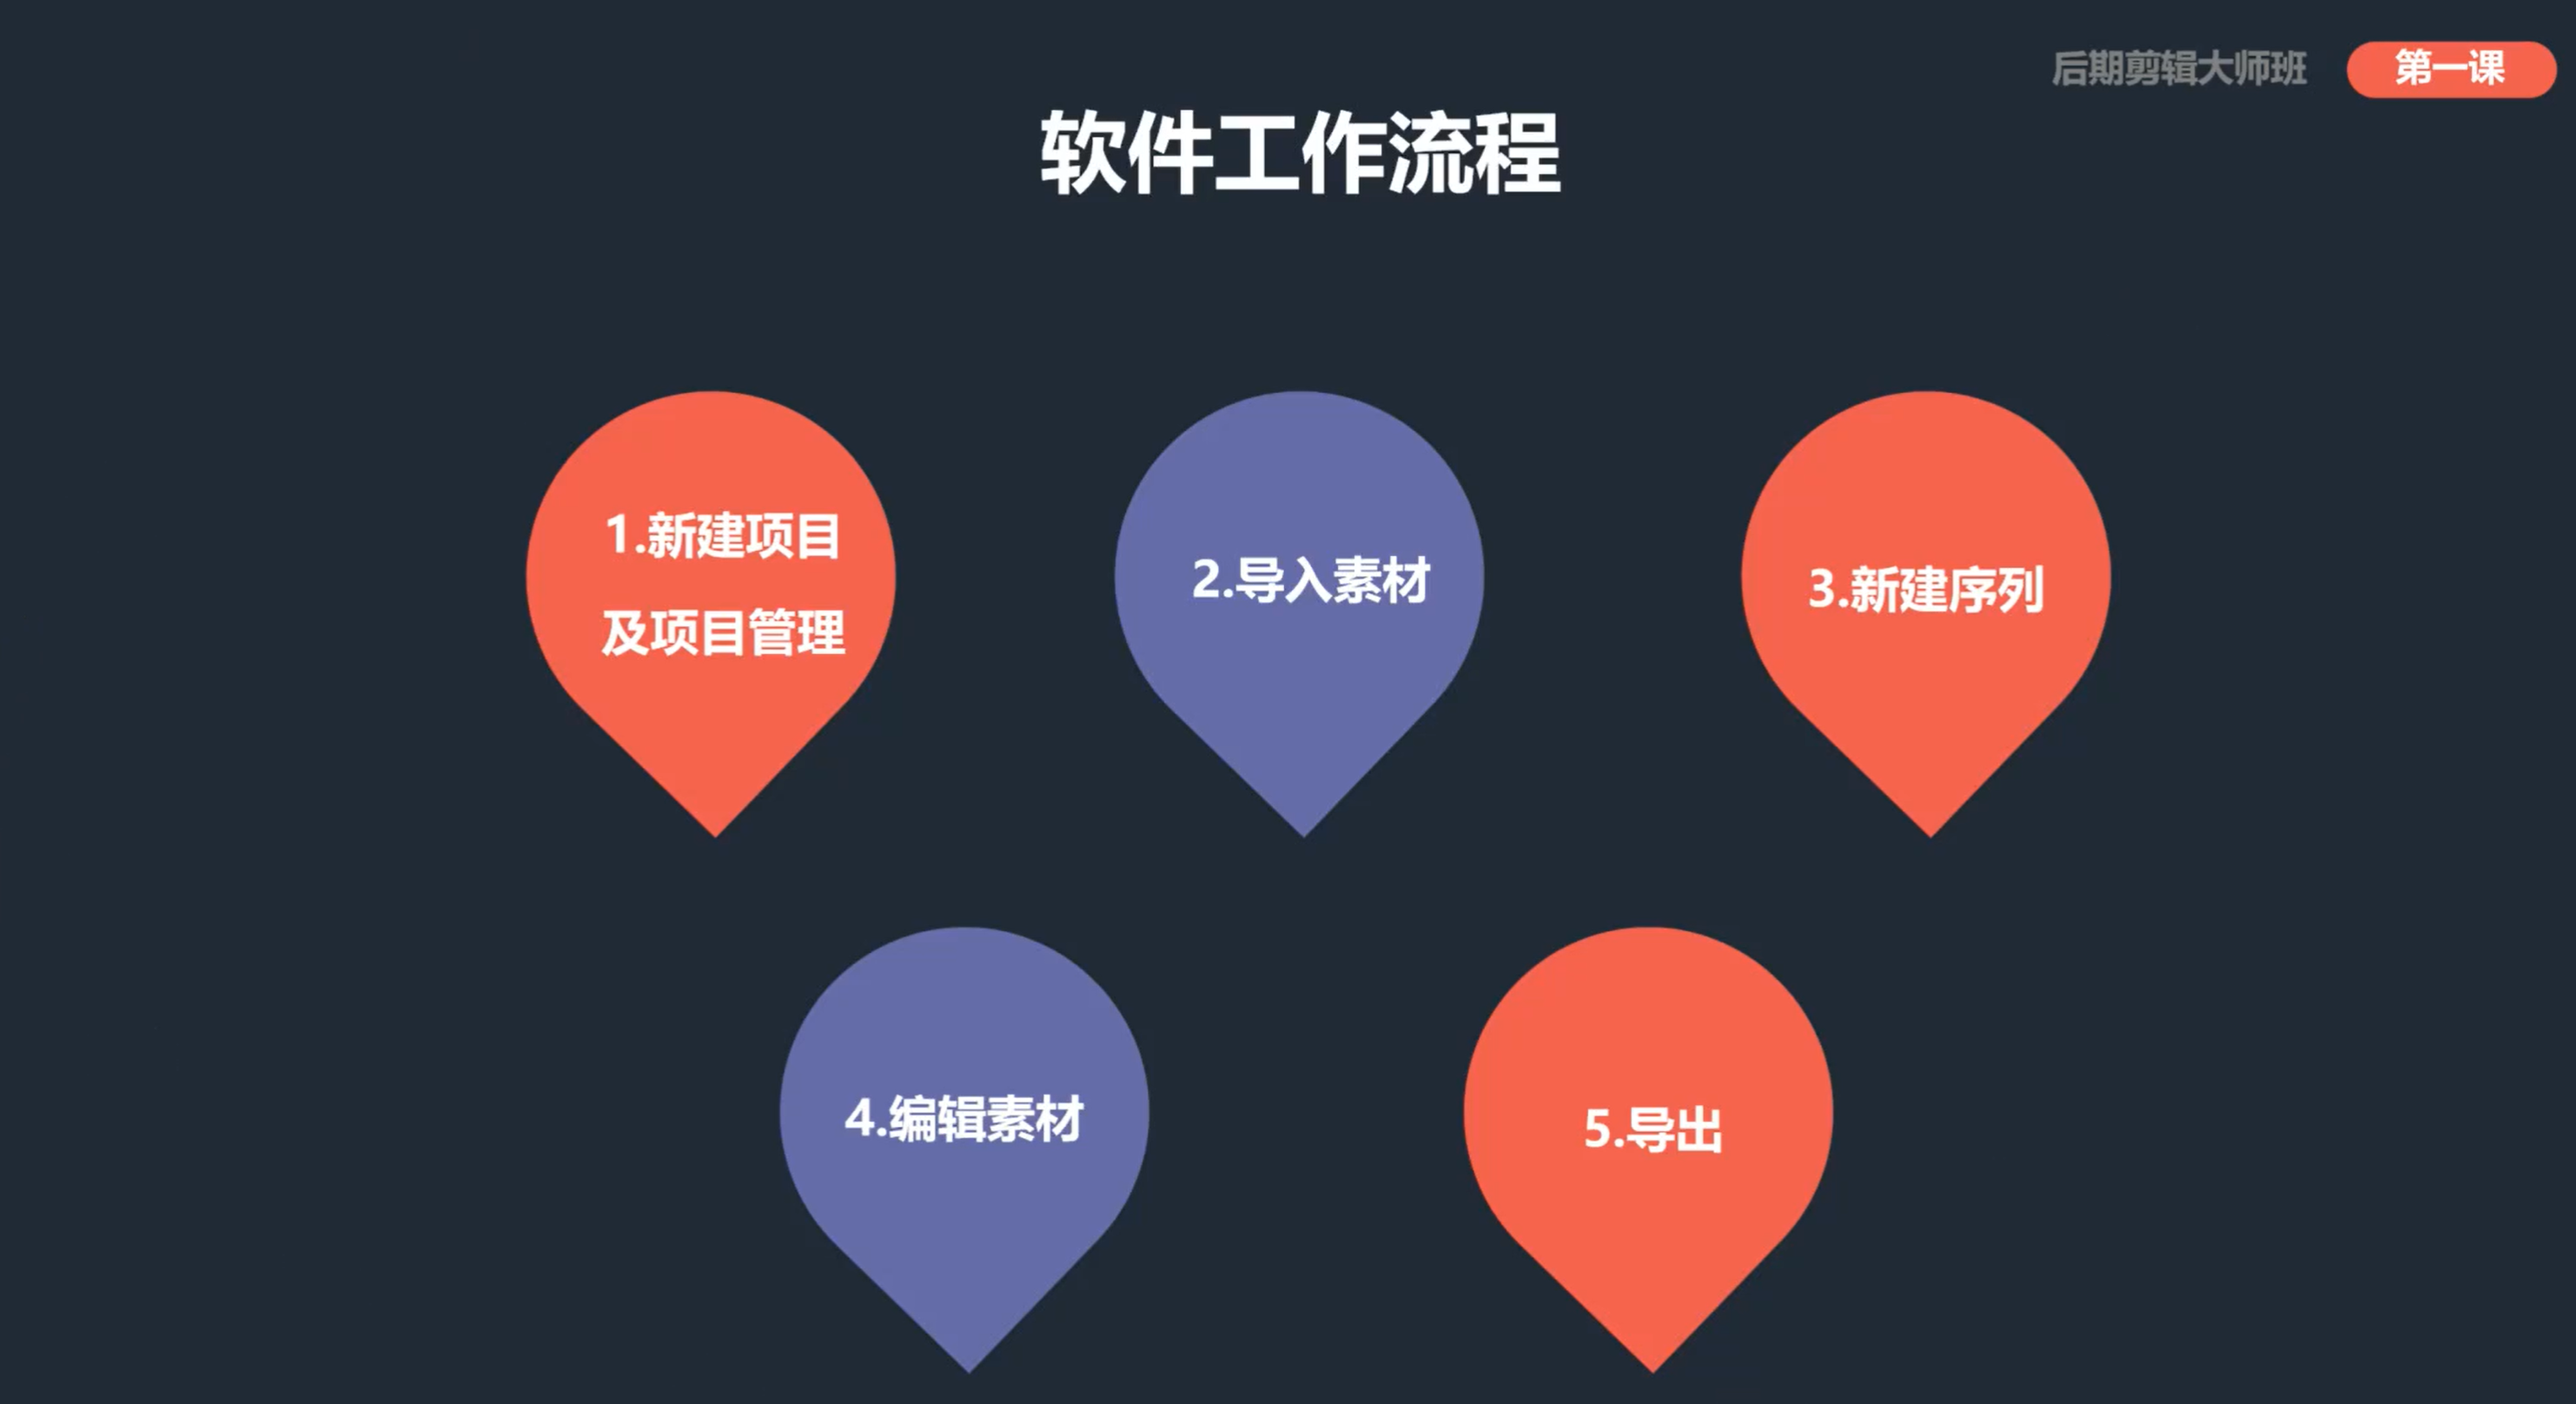 后期剪辑大师班
第一课
软件工作流程
1.新建项目
及项目管理
2.导入素材
3.新建序列
4.编辑素材
5.导出